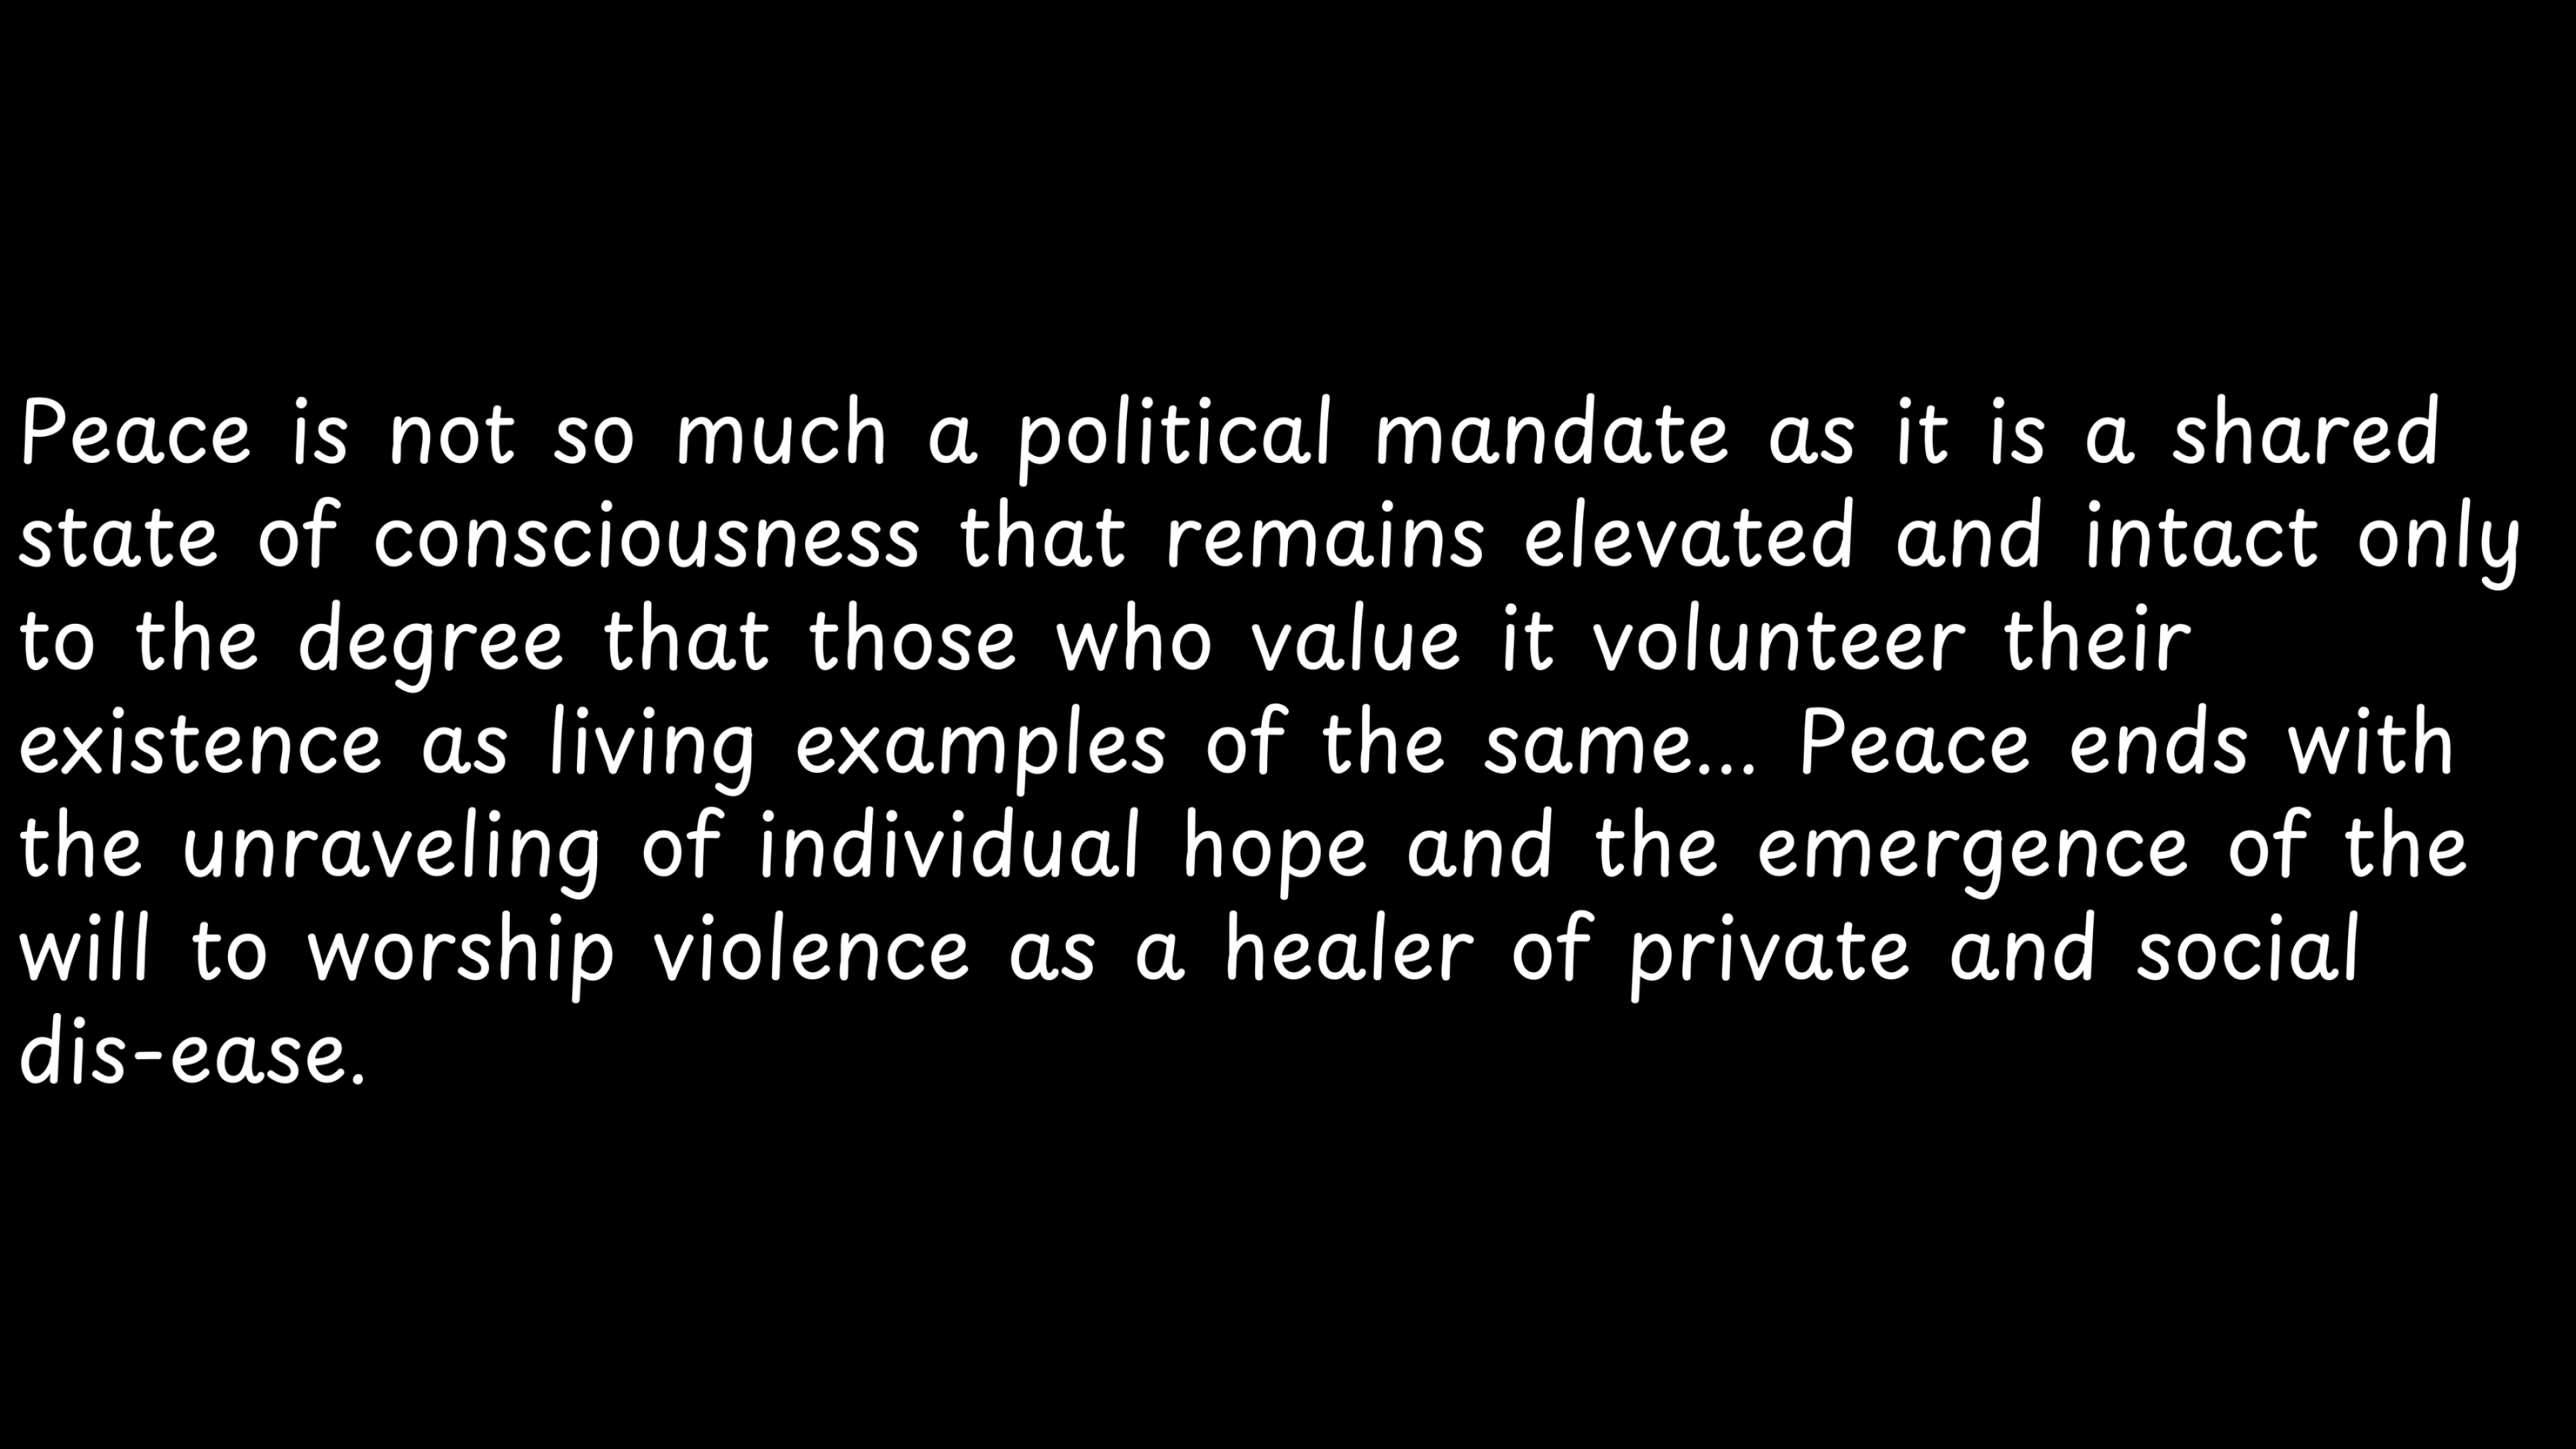 Peace is not so much a political mandate as it is a shared
state of consciousness that remains elevated and intact only
to the degree that those who value it volunteer their
existence as living examples of the same... Peace ends with
the unraveling of individual hope and the emergence of the
will to worship violence as a healer of private and social
dis-ease.